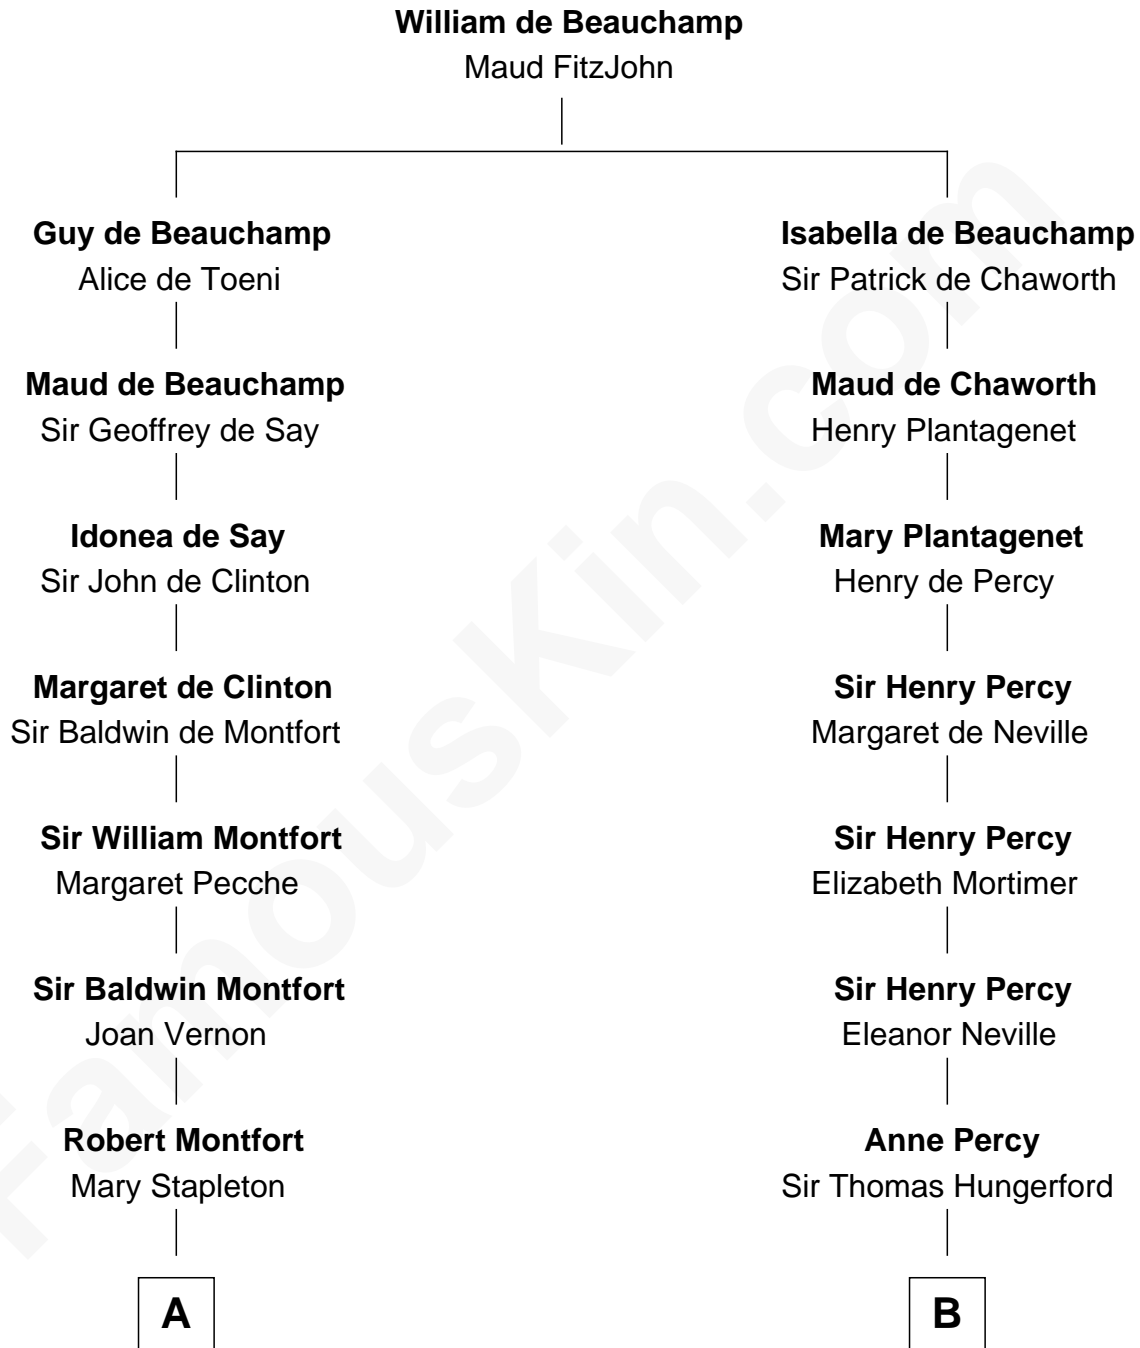 William de Beauchamp
Maud FitzJohn
Guy de Beauchamp
Alice de Toeni
Isabella de Beauchamp
Sir Patrick de Chaworth
Maud de Beauchamp
Sir Geoffrey de Say
Maud de Chaworth
Henry Plantagenet
Idonea de Say
Sir John de Clinton
Mary Plantagenet
Henry de Percy
Margaret de Clinton
Sir Baldwin de Montfort
Sir Henry Percy
Margaret de Neville
Sir William Montfort
Margaret Pecche
Sir Henry Percy
Elizabeth Mortimer
Sir Baldwin Montfort
Joan Vernon
Sir Henry Percy
Eleanor Neville
Robert Montfort
Mary Stapleton
Anne Percy
Sir Thomas Hungerford
A
B
FamousKin.com